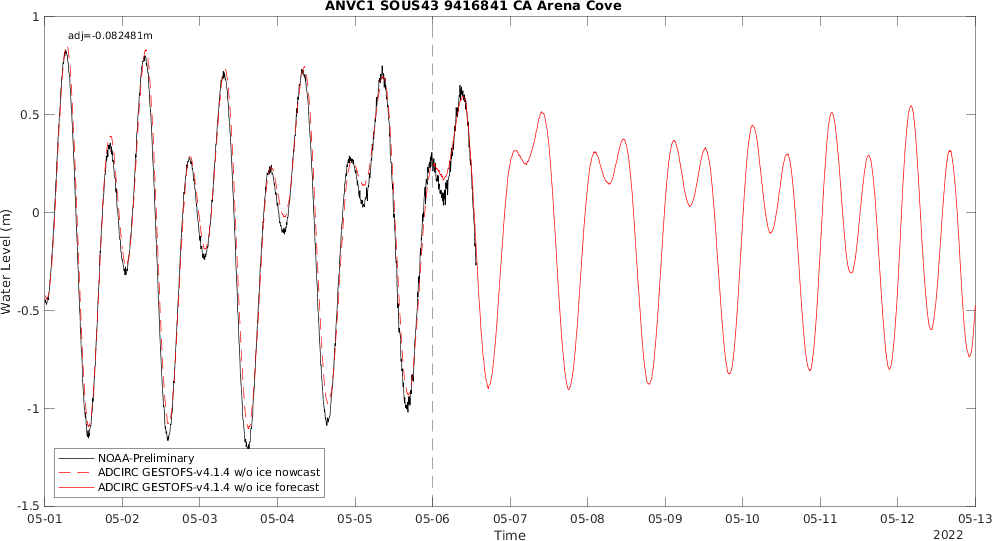 ANVC1 SOUS43 9416841 CA Arena Cove
adj=-0.082481m
Water Level (m)
1
0.5
0
-0.5
-1
-1.5
NOAA-Preliminary
ADCIRC GESTOFS-v4.1.4 w/o ice nowcast
ADCIRC GESTOFS-v4.1.4 w/o ice forecast
05-01 05-02 05-03 05-04 05-05 05-06 05-07 05-08 05-09 05-10 05-11 05-12 05-13
Time
2022